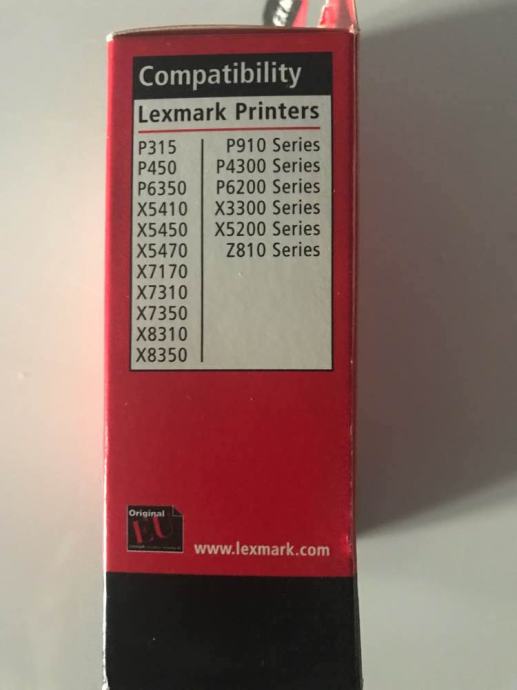 Compatibility
Lexmark Printers
P315
P450
P6350
X5410
X5450
X5470
X7170
X7310
X7350
X8310
X8350
P910 Series
P4300 Series
P6200 Series
X3300 Series
X5200 Series
Z810 Series
Original
EU
www.lexmark.com